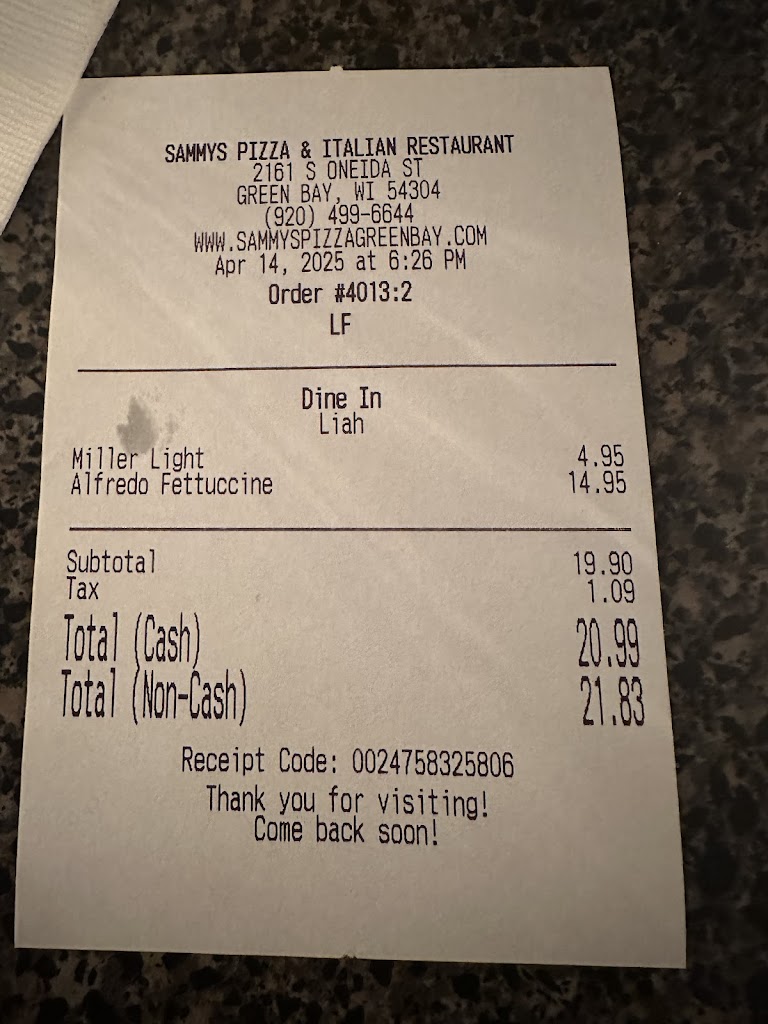 SAMMYS PIZZA & ITALIAN RESTAURANT
2161 S ONEIDA ST
GREEN BAY, WI 54304
(920) 499-6644
WWW.SAMMYSPIZZAGREENBAY.COM
Apr 14, 2025 at 6:26 PM
Order #4013:2
LF
Dine In
Liah
Miller Light 4.95
Alfredo Fettuccine 14.95
Subtotal 19.90
Tax 1.09
Total (Cash) 20.99
Total (Non-Cash) 21.83
Receipt Code: 0024758325806
Thank you for visiting!
Come back soon!